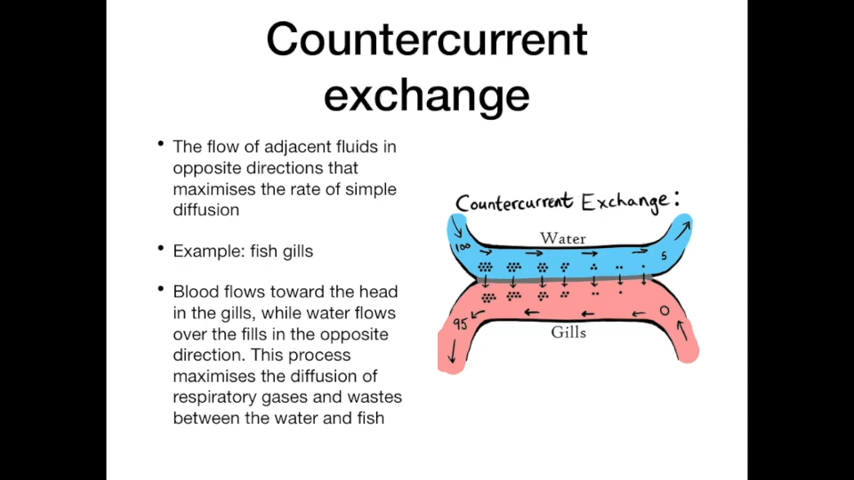 Countercurrent
exchange
• The flow of adjacent fluids in
opposite directions that
maximises the rate of simple
diffusion
• Example: fish gills
• Blood flows toward the head
in the gills, while water flows
over the fills in the opposite
direction. This process
maximises the diffusion of
respiratory gases and wastes
between the water and fish
Countercurrent Exchange:
Water
100
5
95
0
Gills